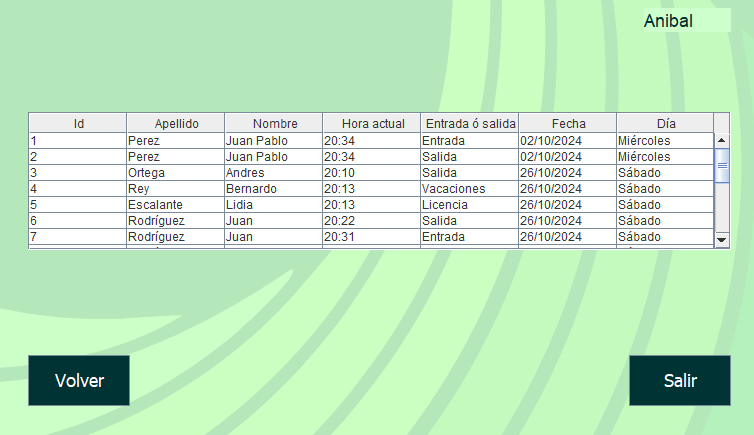 Anibal
Id Apellido Nombre Hora actual Entrada ó salida Fecha Día
1 Perez Juan Pablo 20:34 Entrada 02/10/2024 Miércoles
2 Perez Juan Pablo 20:34 Salida 02/10/2024 Miércoles
3 Ortega Andres 20:10 Salida 26/10/2024 Sábado
4 Rey Bernardo 20:13 Vacaciones 26/10/2024 Sábado
5 Escalante Lidia 20:13 Licencia 26/10/2024 Sábado
6 Rodríguez Juan 20:22 Salida 26/10/2024 Sábado
7 Rodríguez Juan 20:31 Entrada 26/10/2024 Sábado
Volver Salir